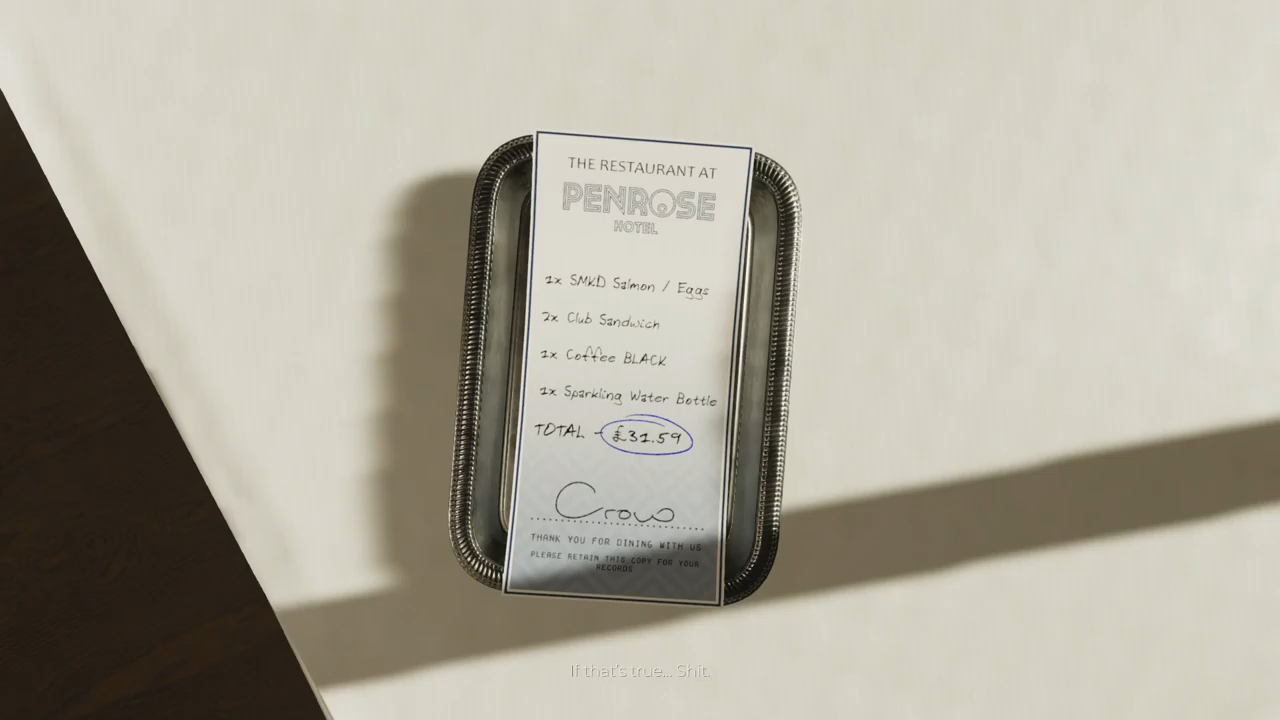 THE RESTAURANT AT
PENROSE
HOTEL
1x SMKD Salmon / Eggs
2x Club Sandwich
1x Coffee BLACK
1x Sparkling Water Bottle
TOTAL - £31.59
Crow
THANK YOU FOR DINING WITH US
PLEASE RETAIN THIS COPY FOR YOUR
RECORDS
If that's true... Shit.